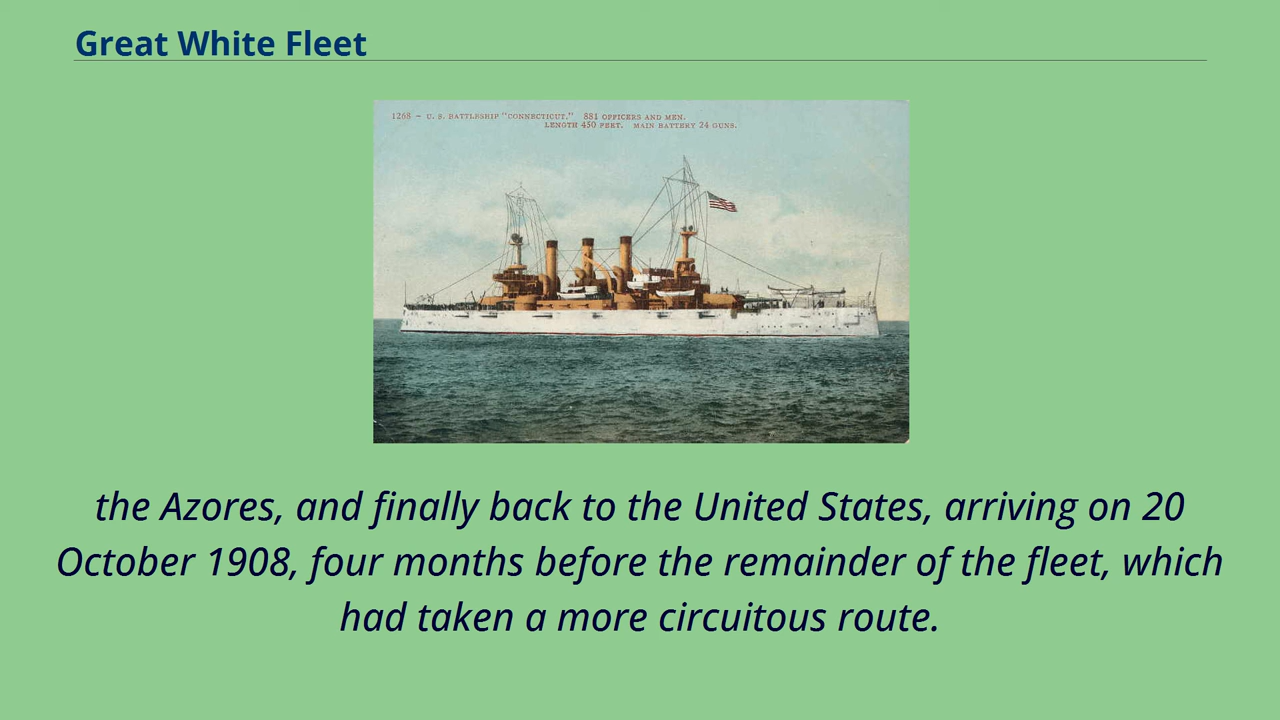 Great White Fleet
1268 – U. S. BATTLESHIP "CONNECTICUT." 881 OFFICERS AND MEN.
LENGTH 450 FEET. MAIN BATTERY 24 GUNS.
the Azores, and finally back to the United States, arriving on 20
October 1908, four months before the remainder of the fleet, which
had taken a more circuitous route.